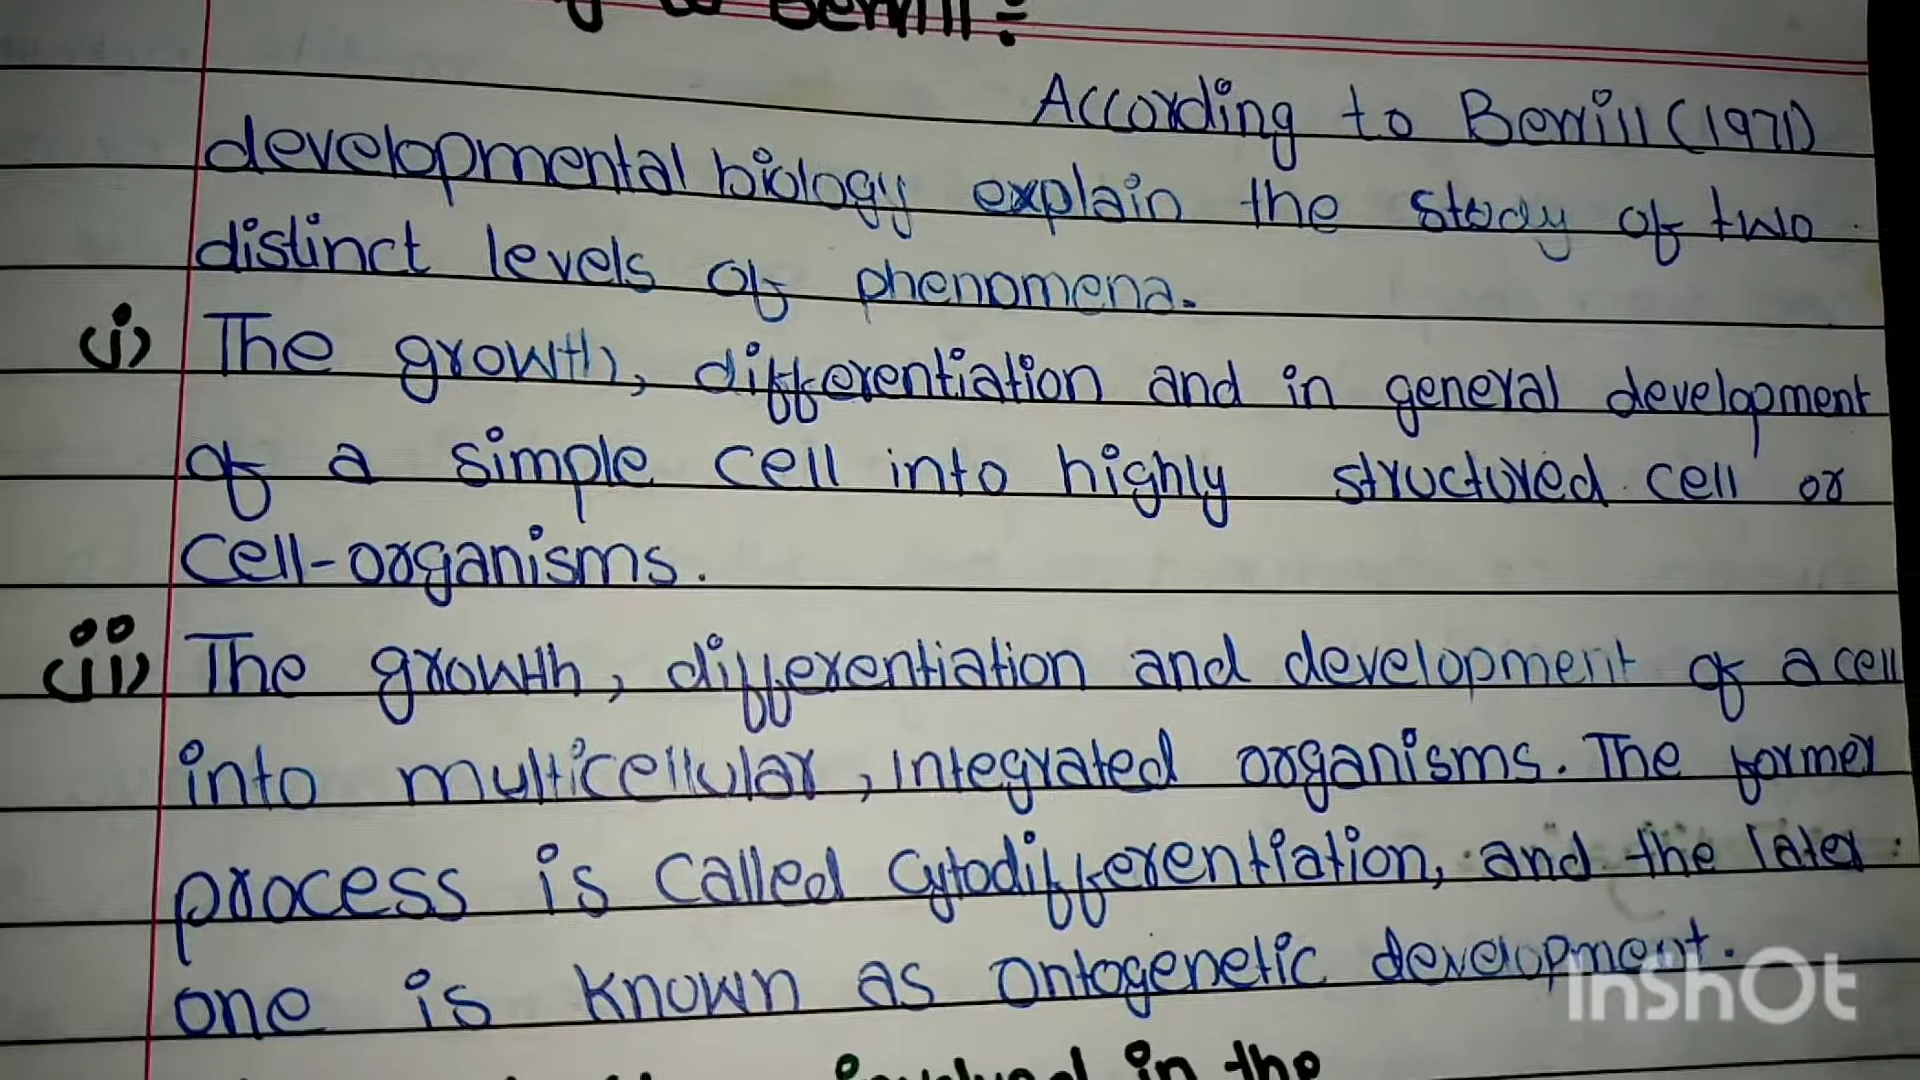 to Berrill:
According to Berrill (1971)
developmental biology explain the study of two
distinct levels of phenomena.
(i) The growth, differentiation and in general development
of a simple cell into highly structured cell or
cell-organisms.
(ii) The growth, differentiation and development of a cell
into multicellular, integrated organisms. The former
process is called cytodifferentiation, and the later
one is known as ontogenetic development.
InshOt
involved in the